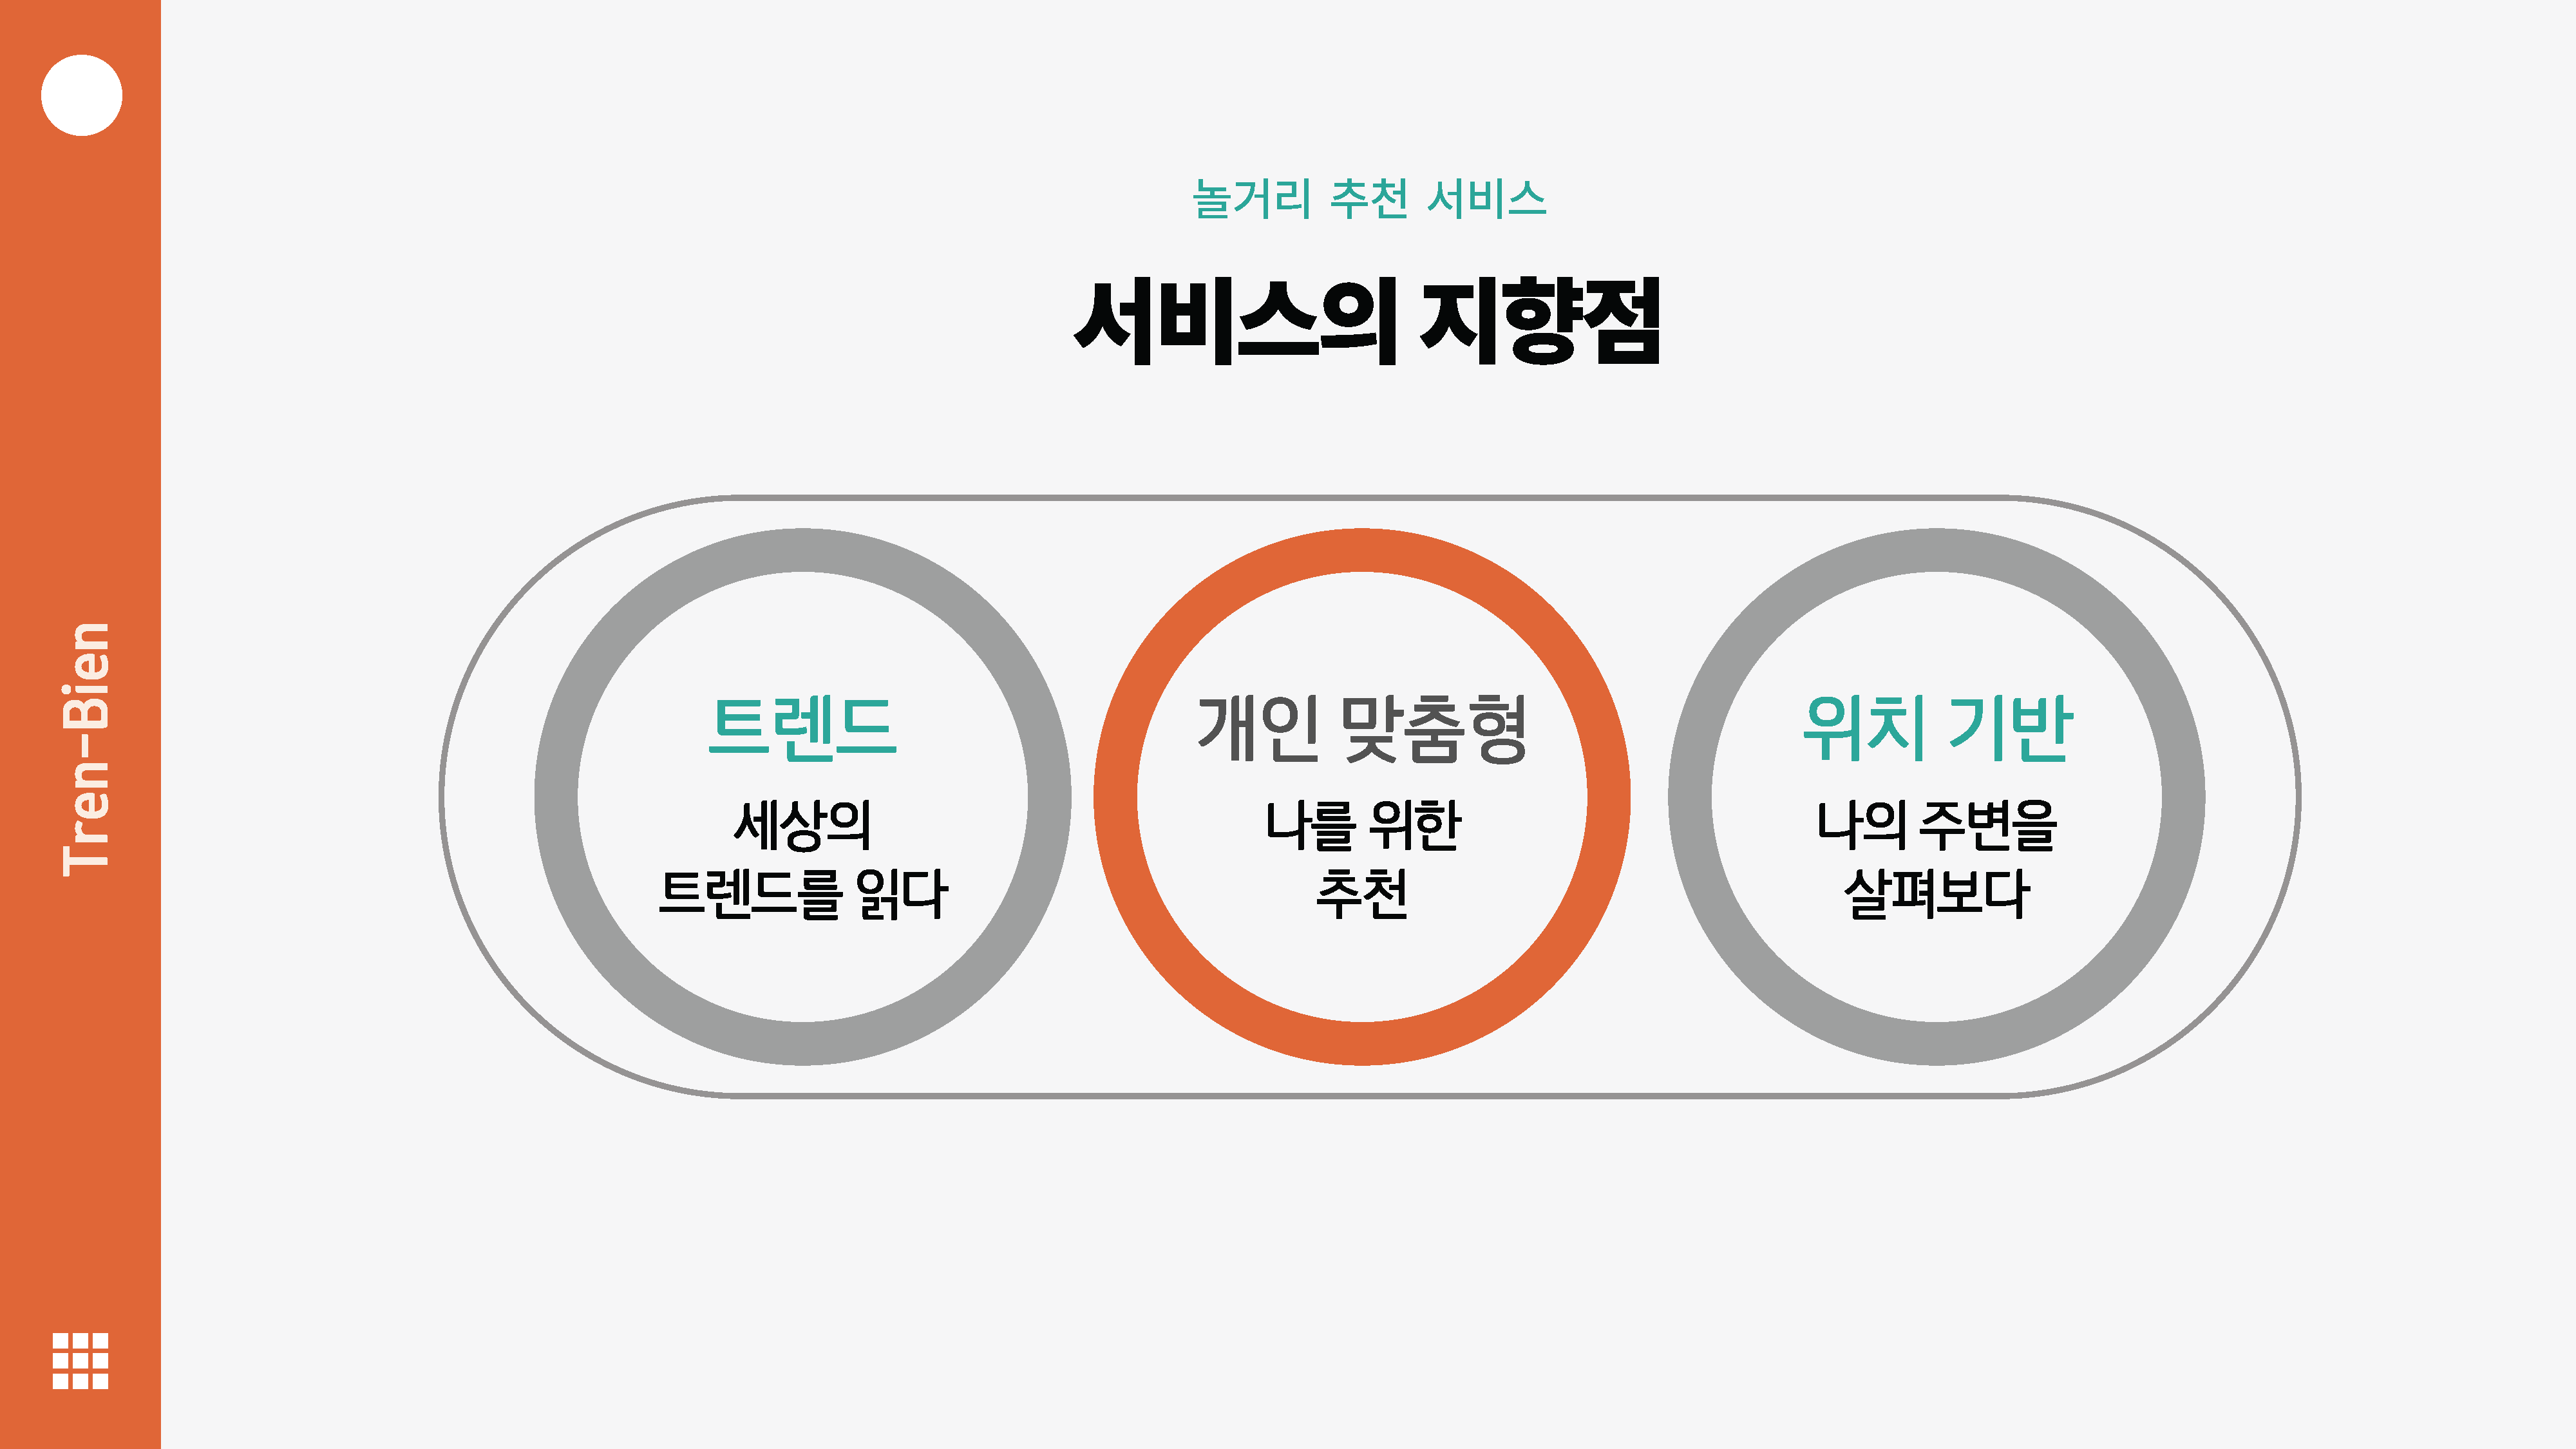 Tren-Bien
놀거리 추천 서비스
서비스의 지향점
트렌드
세상의
트렌드를 읽다
개인 맞춤형
나를 위한
추천
위치 기반
나의 주변을
살펴보다